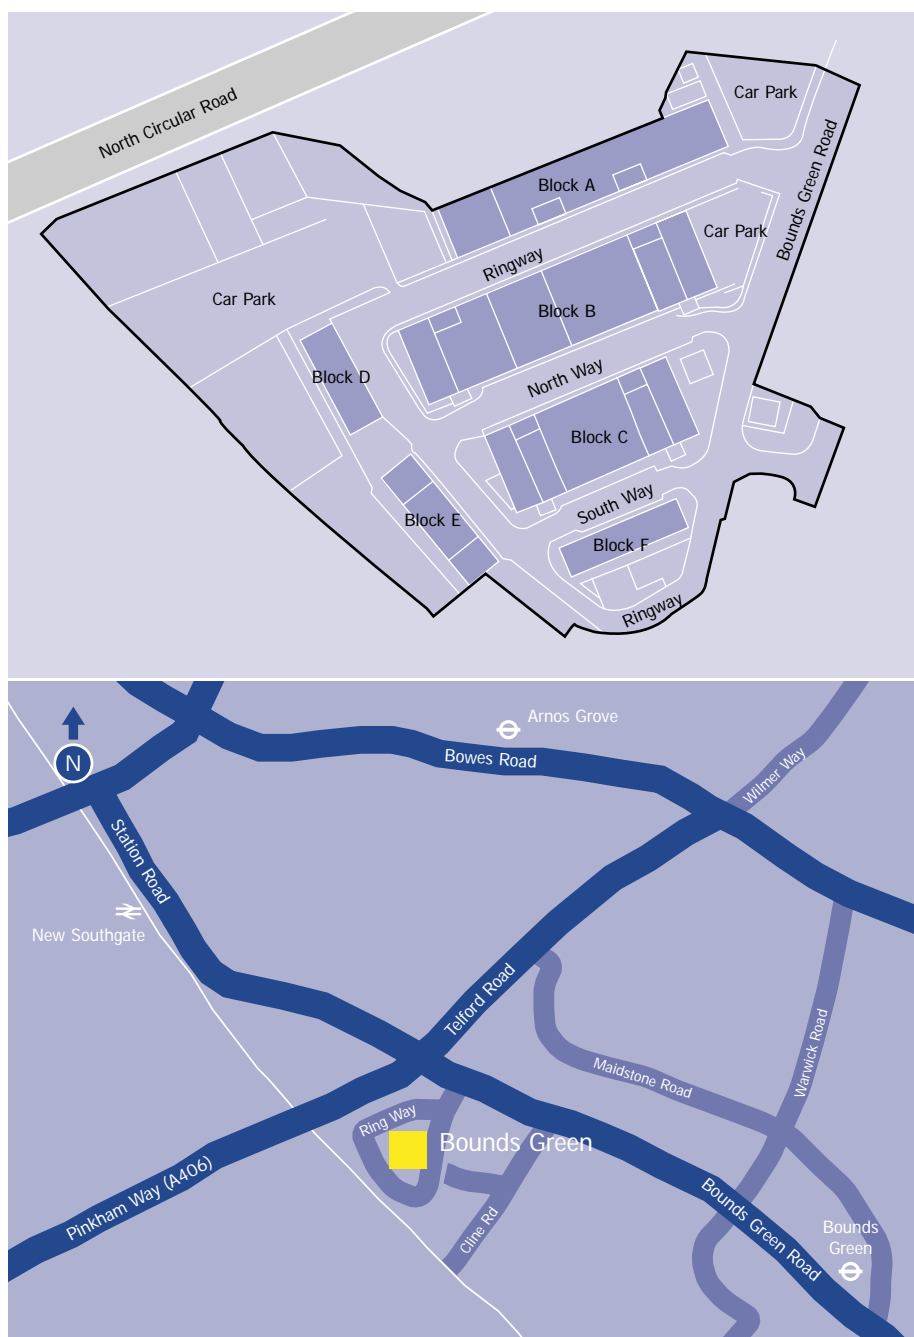 North Circular Road
Car Park
Block A
Bounds Green Road
Ringway
Car Park
Car Park
Block B
Block D
North Way
Block C
South Way
Block E
Block F
Ringway
Arnos Grove
N
Bowes Road
Wilmer Way
Station Road
New Southgate
Telford Road
Warwick Road
Maidstone Road
Ring Way
Bounds Green
Pinkham Way (A406)
Cline Rd
Bounds Green Road
Bounds
Green